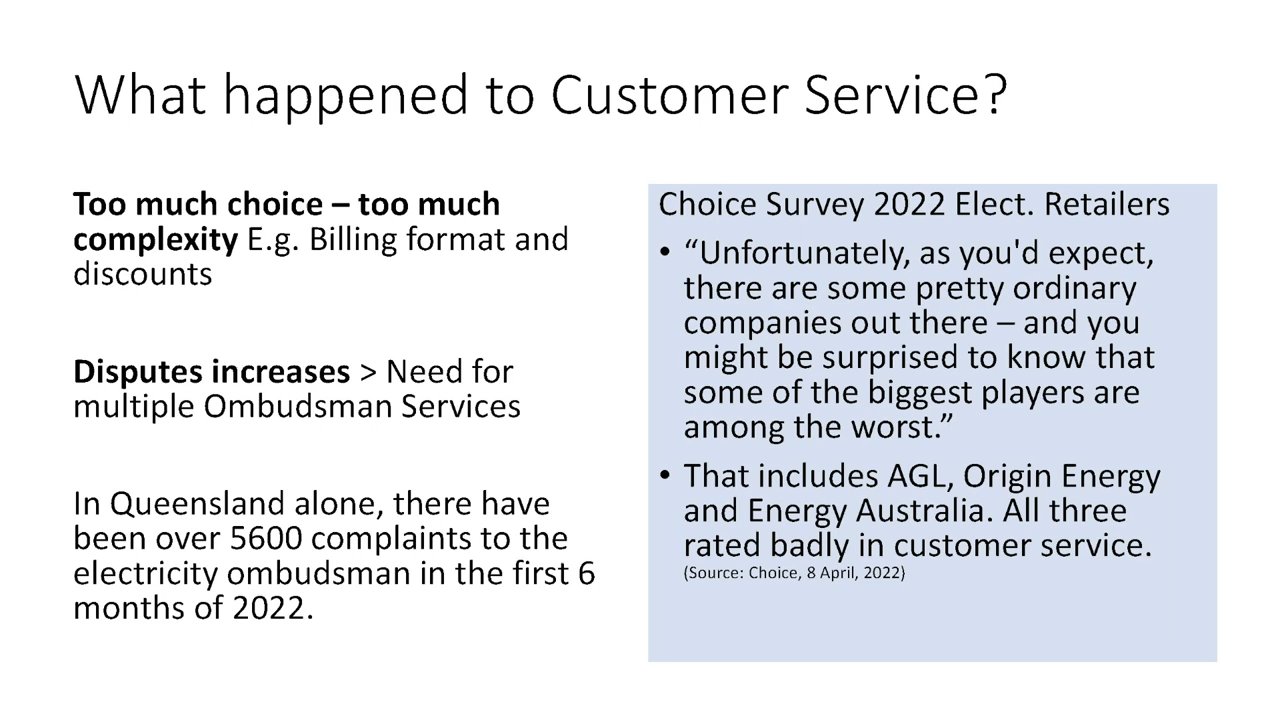 What happened to Customer Service?
Too much choice – too much
complexity E.g. Billing format and
discounts
Disputes increases > Need for
multiple Ombudsman Services
In Queensland alone, there have
been over 5600 complaints to the
electricity ombudsman in the first 6
months of 2022.
Choice Survey 2022 Elect. Retailers
• “Unfortunately, as you'd expect,
there are some pretty ordinary
companies out there – and you
might be surprised to know that
some of the biggest players are
among the worst.”
• That includes AGL, Origin Energy
and Energy Australia. All three
rated badly in customer service.
(Source: Choice, 8 April, 2022)